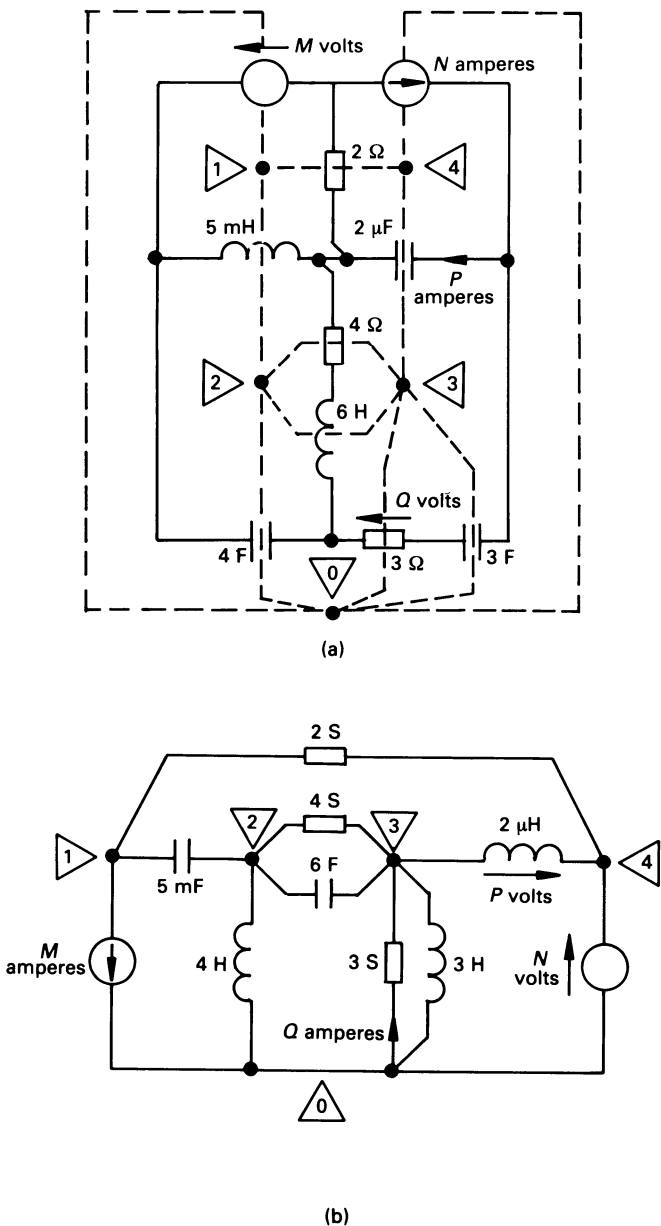 M volts
N amperes
2 Ω
1
4
5 mH
2 μF
P
amperes
4 Ω
2
3
6 H
Q volts
4 F
3 Ω
3 F
0
(a)
2 S
2
4 S
3
2 μH
1
4
5 mF
6 F
P volts
M
amperes
4 H
3 S
3 H
N
volts
Q amperes
0
(b)